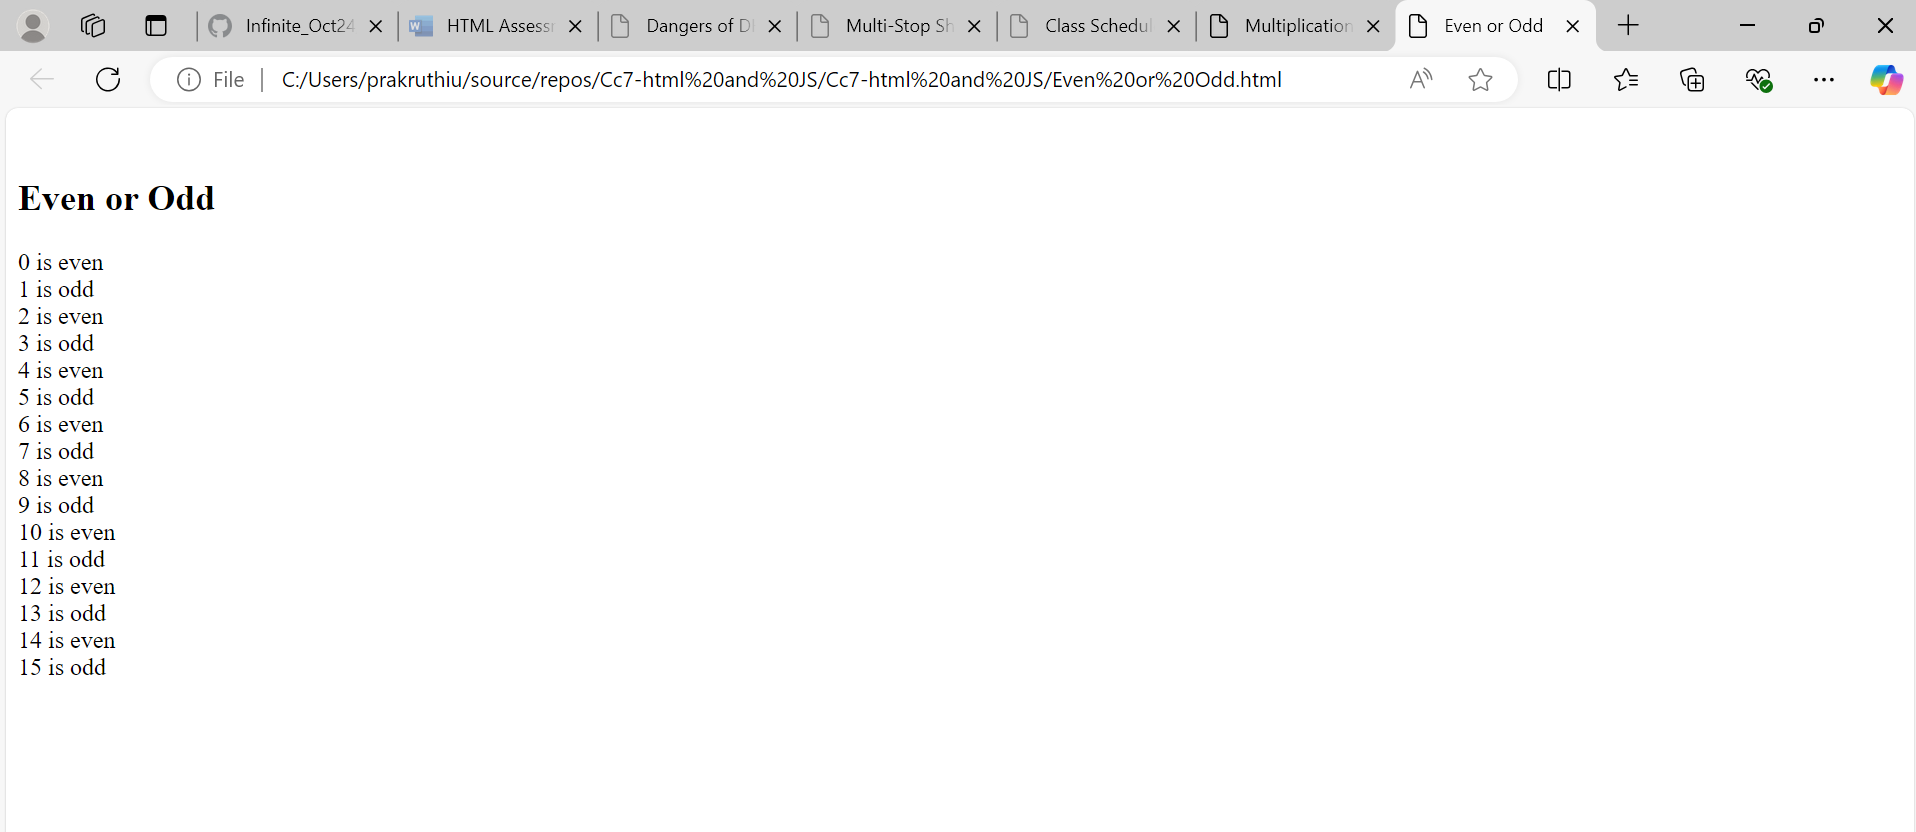 Infinite_Oct24
HTML Assessr
Dangers of D
Multi-Stop Sh
Class Schedul
Multiplication
Even or Odd
File
C:/Users/prakruthiu/source/repos/Cc7-html%20and%20JS/Cc7-html%20and%20JS/Even%20or%20Odd.html
Even or Odd
0 is even
1 is odd
2 is even
3 is odd
4 is even
5 is odd
6 is even
7 is odd
8 is even
9 is odd
10 is even
11 is odd
12 is even
13 is odd
14 is even
15 is odd